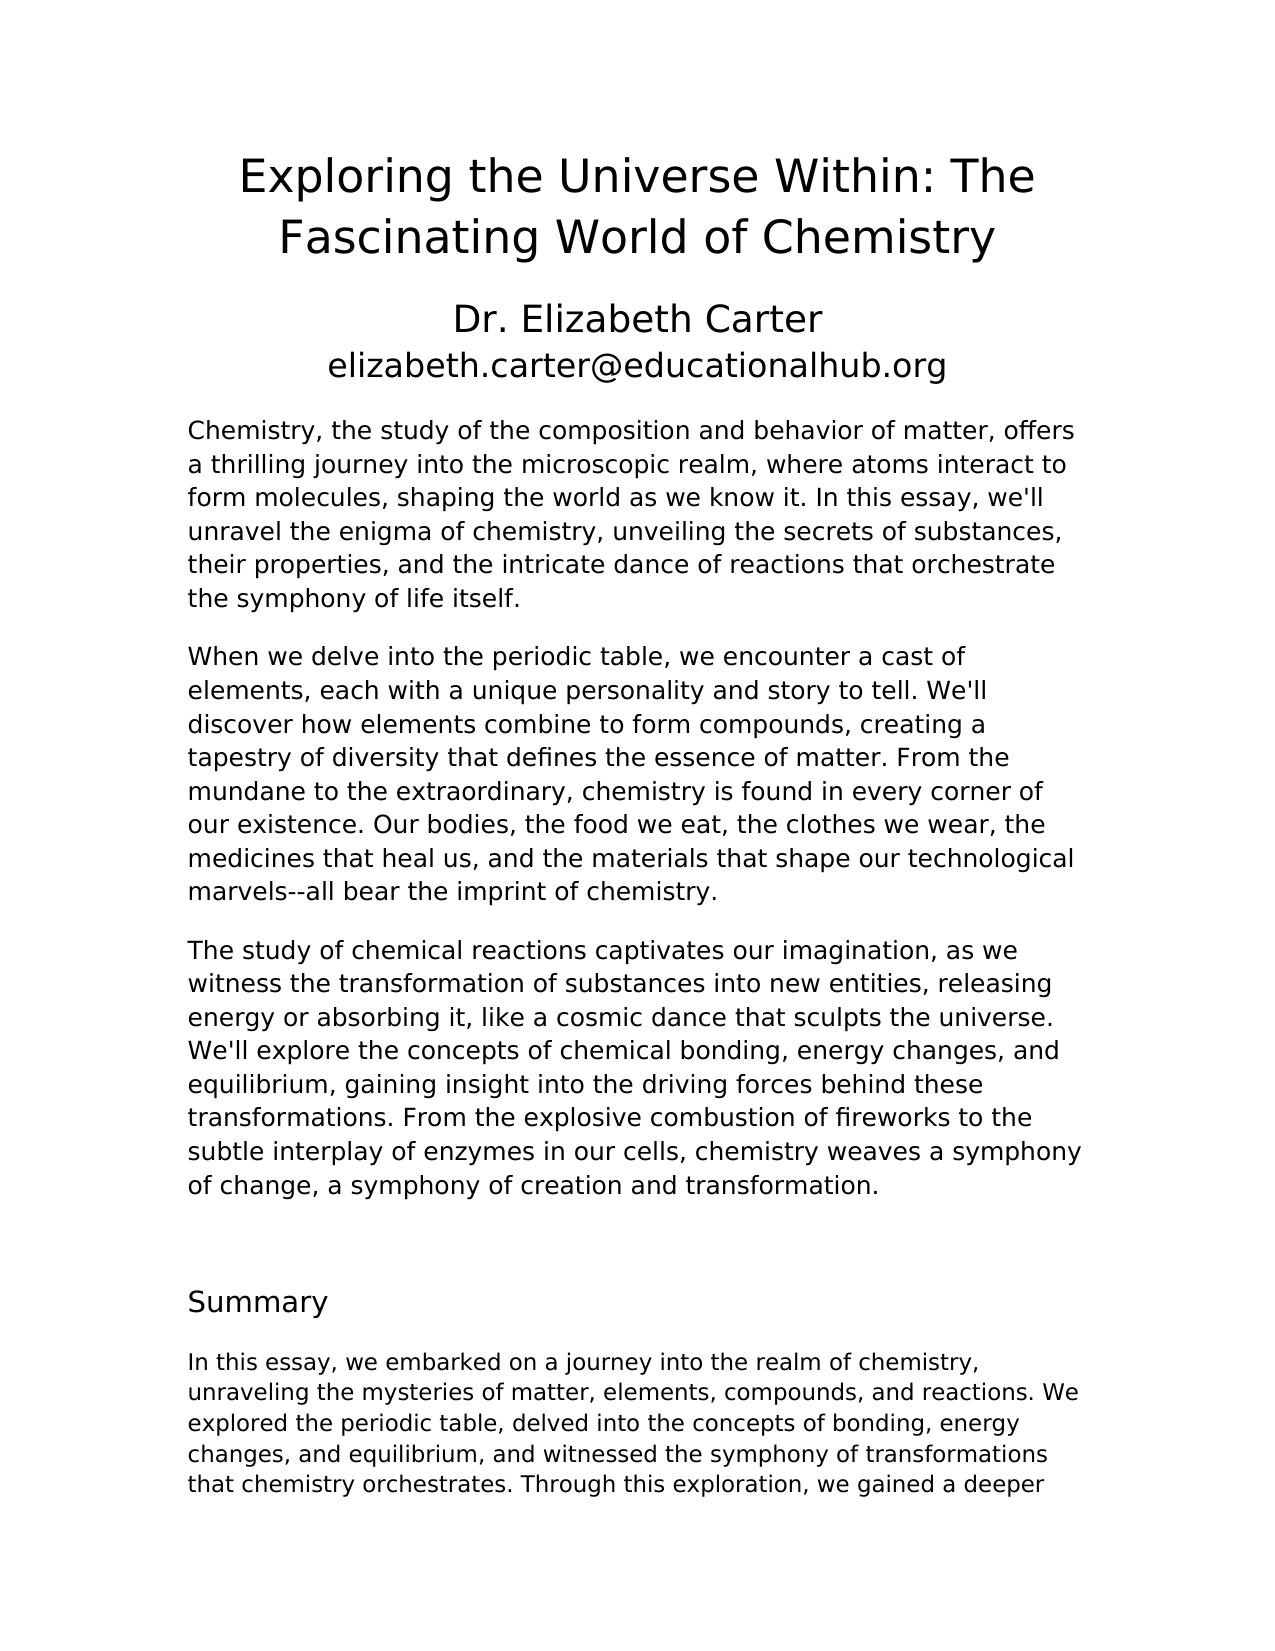 Exploring the Universe Within: The
Fascinating World of Chemistry
Dr. Elizabeth Carter
elizabeth.carter@educationalhub.org
Chemistry, the study of the composition and behavior of matter, offers
a thrilling journey into the microscopic realm, where atoms interact to
form molecules, shaping the world as we know it. In this essay, we'll
unravel the enigma of chemistry, unveiling the secrets of substances,
their properties, and the intricate dance of reactions that orchestrate
the symphony of life itself.
When we delve into the periodic table, we encounter a cast of
elements, each with a unique personality and story to tell. We'll
discover how elements combine to form compounds, creating a
tapestry of diversity that defines the essence of matter. From the
mundane to the extraordinary, chemistry is found in every corner of
our existence. Our bodies, the food we eat, the clothes we wear, the
medicines that heal us, and the materials that shape our technological
marvels--all bear the imprint of chemistry.
The study of chemical reactions captivates our imagination, as we
witness the transformation of substances into new entities, releasing
energy or absorbing it, like a cosmic dance that sculpts the universe.
We'll explore the concepts of chemical bonding, energy changes, and
equilibrium, gaining insight into the driving forces behind these
transformations. From the explosive combustion of fireworks to the
subtle interplay of enzymes in our cells, chemistry weaves a symphony
of change, a symphony of creation and transformation.
Summary
In this essay, we embarked on a journey into the realm of chemistry,
unraveling the mysteries of matter, elements, compounds, and reactions. We
explored the periodic table, delved into the concepts of bonding, energy
changes, and equilibrium, and witnessed the symphony of transformations
that chemistry orchestrates. Through this exploration, we gained a deeper